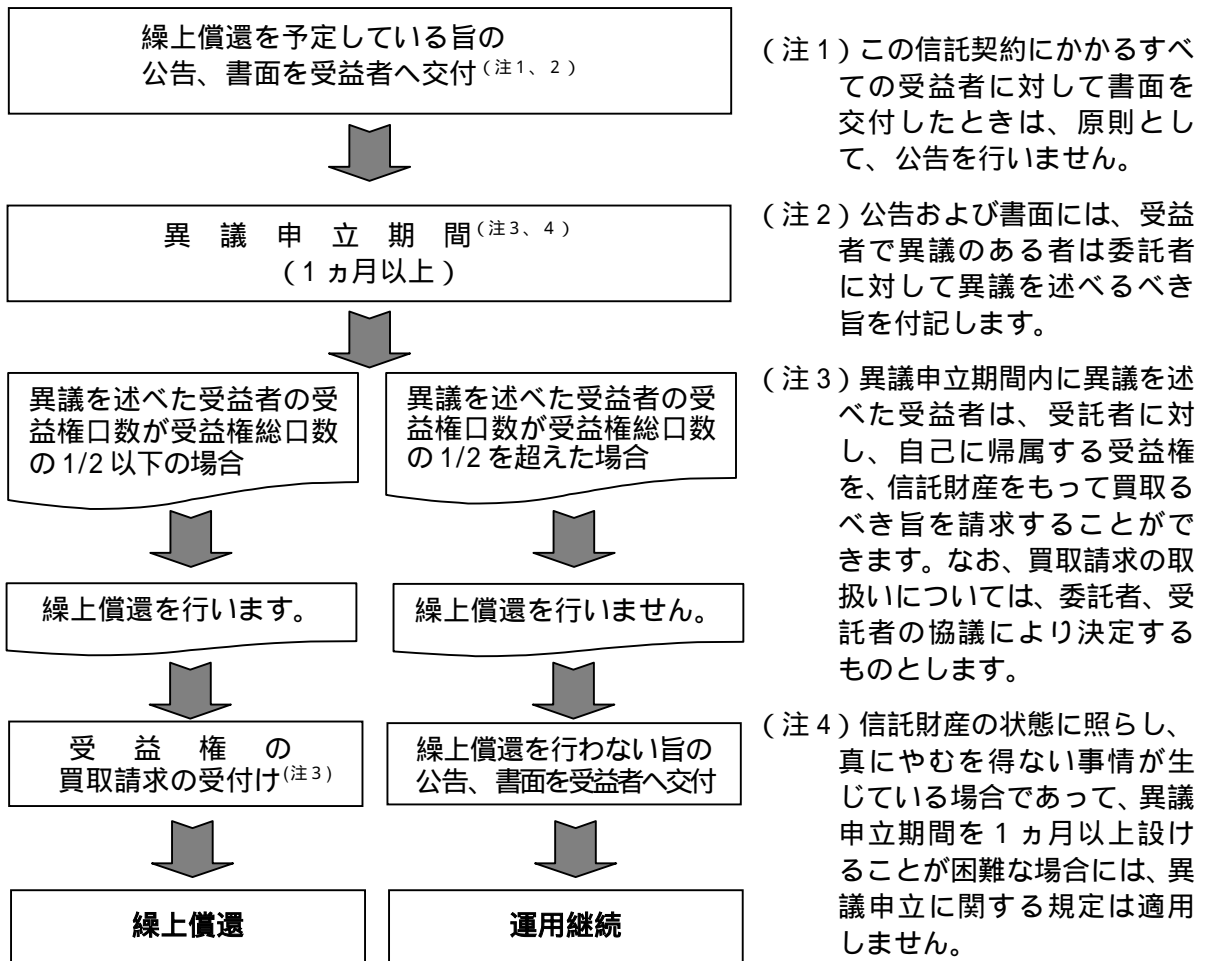 繰上償還を予定している旨の
公告、書面を受益者へ交付(注1、2)
異議申立期間(注3、4)
(1ヵ月以上)
異議を述べた受益者の受
益権口数が受益権総口数
の1/2以下の場合
異議を述べた受益者の受
益権口数が受益権総口数
の1/2を超えた場合
繰上償還を行います。
繰上償還を行いません。
受益権の
買取請求の受付け(注3)
繰上償還を行わない旨の
公告、書面を受益者へ交付
繰上償還
運用継続
(注1)この信託契約にかかるすべ
ての受益者に対して書面を
交付したときは、原則とし
て、公告を行いません。
(注2)公告および書面には、受益
者で異議のある者は委託者
に対して異議を述べるべき
旨を付記します。
(注3)異議申立期間内に異議を述
べた受益者は、受託者に対
し、自己に帰属する受益権
を、信託財産をもって買取る
べき旨を請求することがで
きます。なお、買取請求の取
扱いについては、委託者、受
託者の協議により決定する
ものとします。
(注4)信託財産の状態に照らし、
真にやむを得ない事情が生
じている場合であって、異議
申立期間を1ヵ月以上設け
ることが困難な場合には、異
議申立に関する規定は適用
しません。